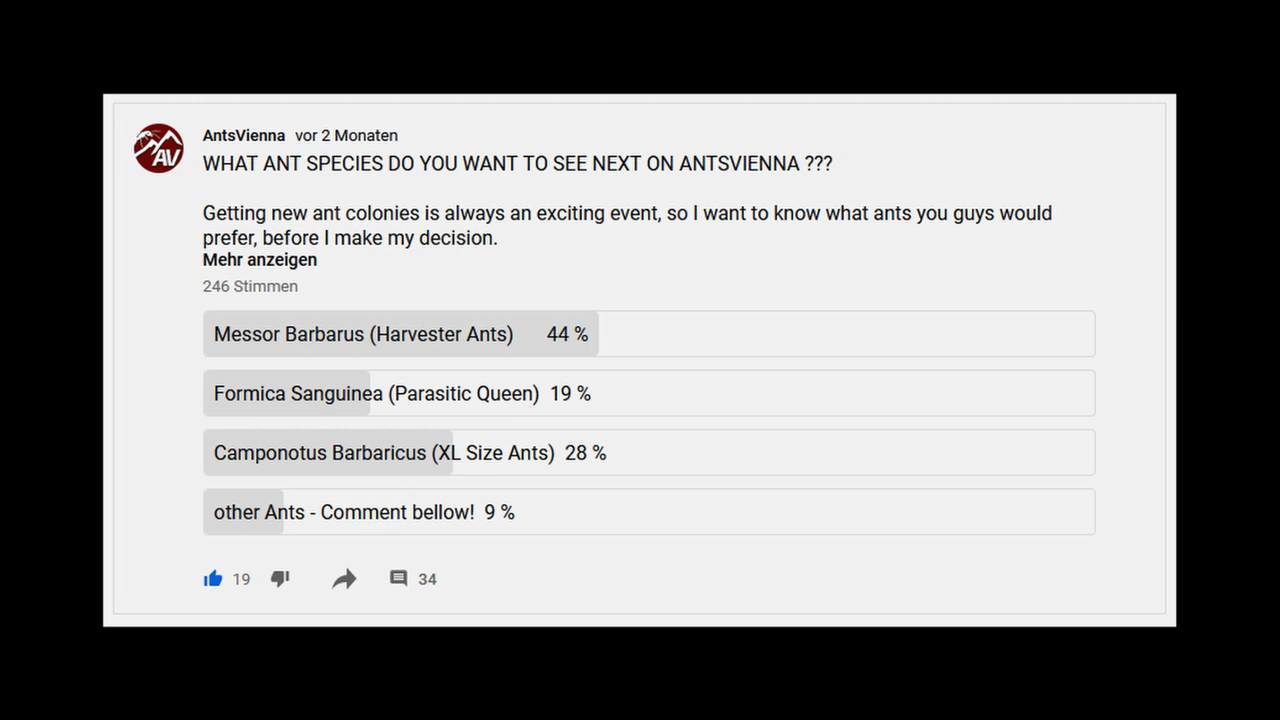 AV
AntsVienna vor 2 Monaten
WHAT ANT SPECIES DO YOU WANT TO SEE NEXT ON ANTSVIENNA ???
Getting new ant colonies is always an exciting event, so I want to know what ants you guys would
prefer, before I make my decision.
Mehr anzeigen
246 Stimmen
Messor Barbarus (Harvester Ants) 44 %
Formica Sanguinea (Parasitic Queen) 19 %
Camponotus Barbaricus (XL Size Ants) 28 %
other Ants - Comment bellow! 9 %
19 34